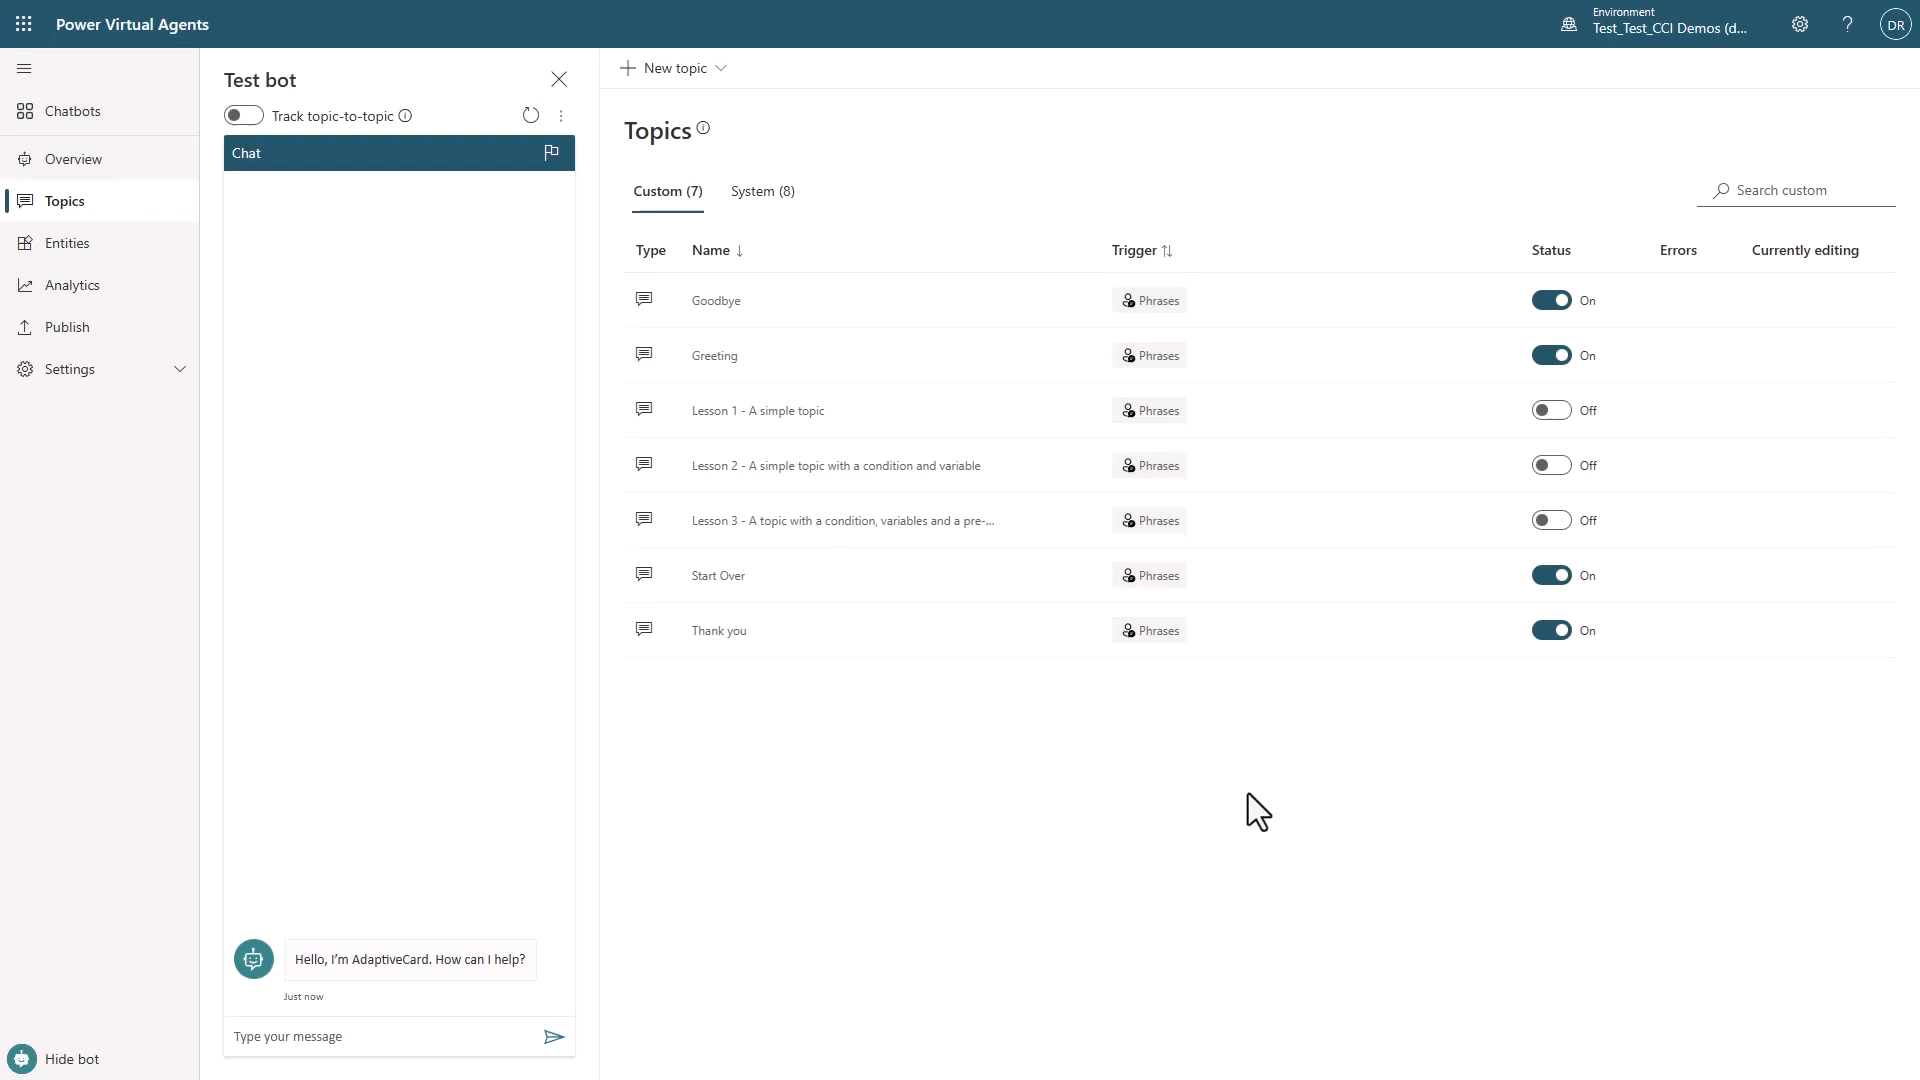 Power Virtual Agents
Environment
Test_Test_CCI Demos (d...
?
DR
Chatbots
Overview
Topics
Entities
Analytics
Publish
Settings
Hide bot
Test bot
Track topic-to-topic
Chat
Hello, I'm AdaptiveCard. How can I help?
Just now
Type your message
New topic
Topics
Custom (7) System (8)
Search custom
Type Name ↓ Trigger ↑↓ Status Errors Currently editing
Goodbye Phrases On
Greeting Phrases On
Lesson 1 - A simple topic Phrases Off
Lesson 2 - A simple topic with a condition and variable Phrases Off
Lesson 3 - A topic with a condition, variables and a pre-... Phrases Off
Start Over Phrases On
Thank you Phrases On